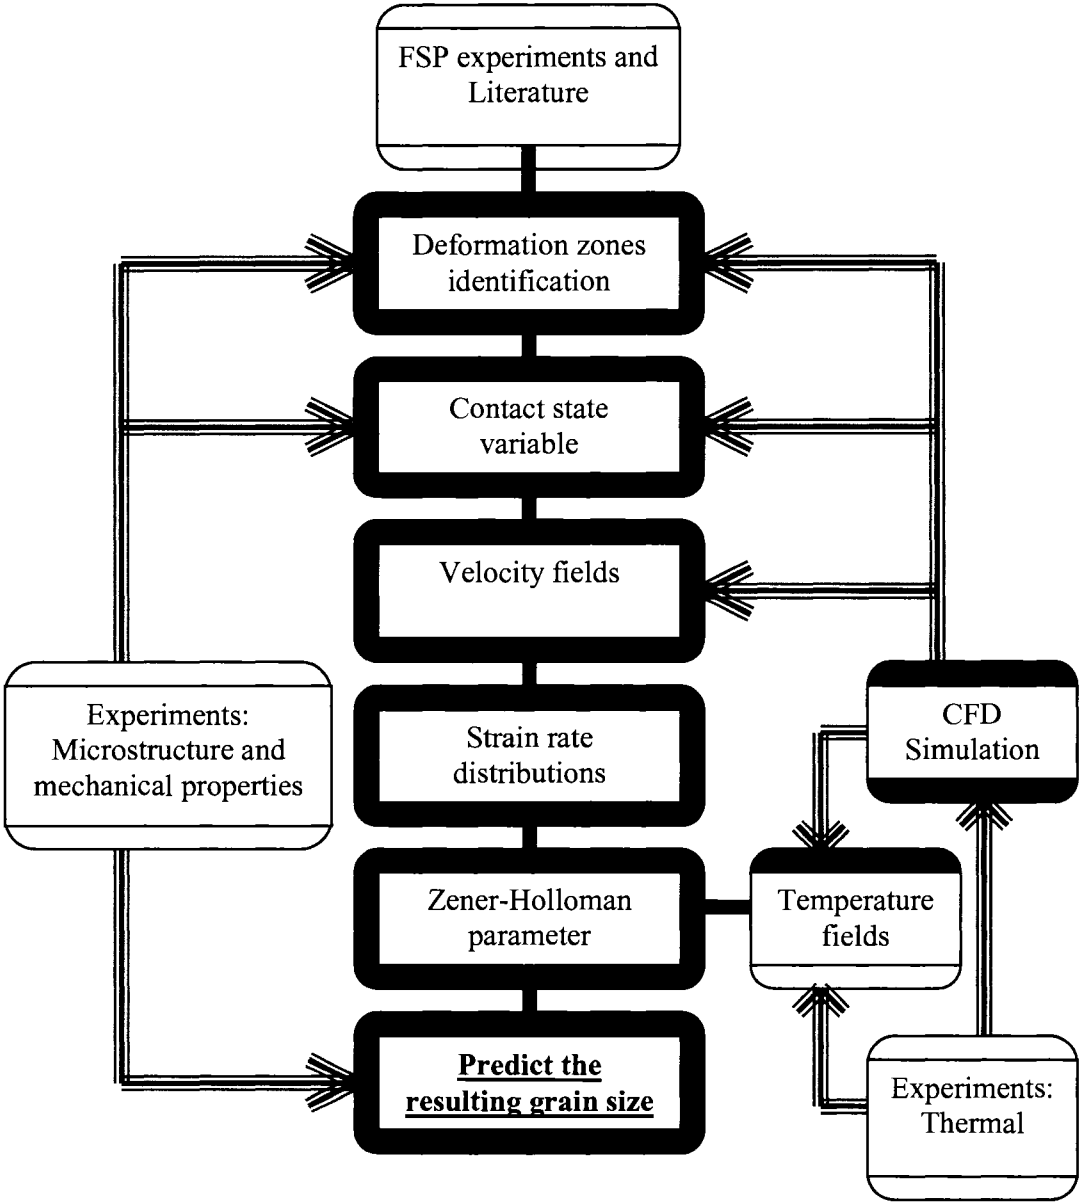 FSP experiments and
Literature
Deformation zones
identification
Contact state
variable
Velocity fields
Experiments:
Microstructure and
mechanical properties
Strain rate
distributions
CFD
Simulation
Zener-Holloman
parameter
Temperature
fields
Predict the
resulting grain size
Experiments:
Thermal